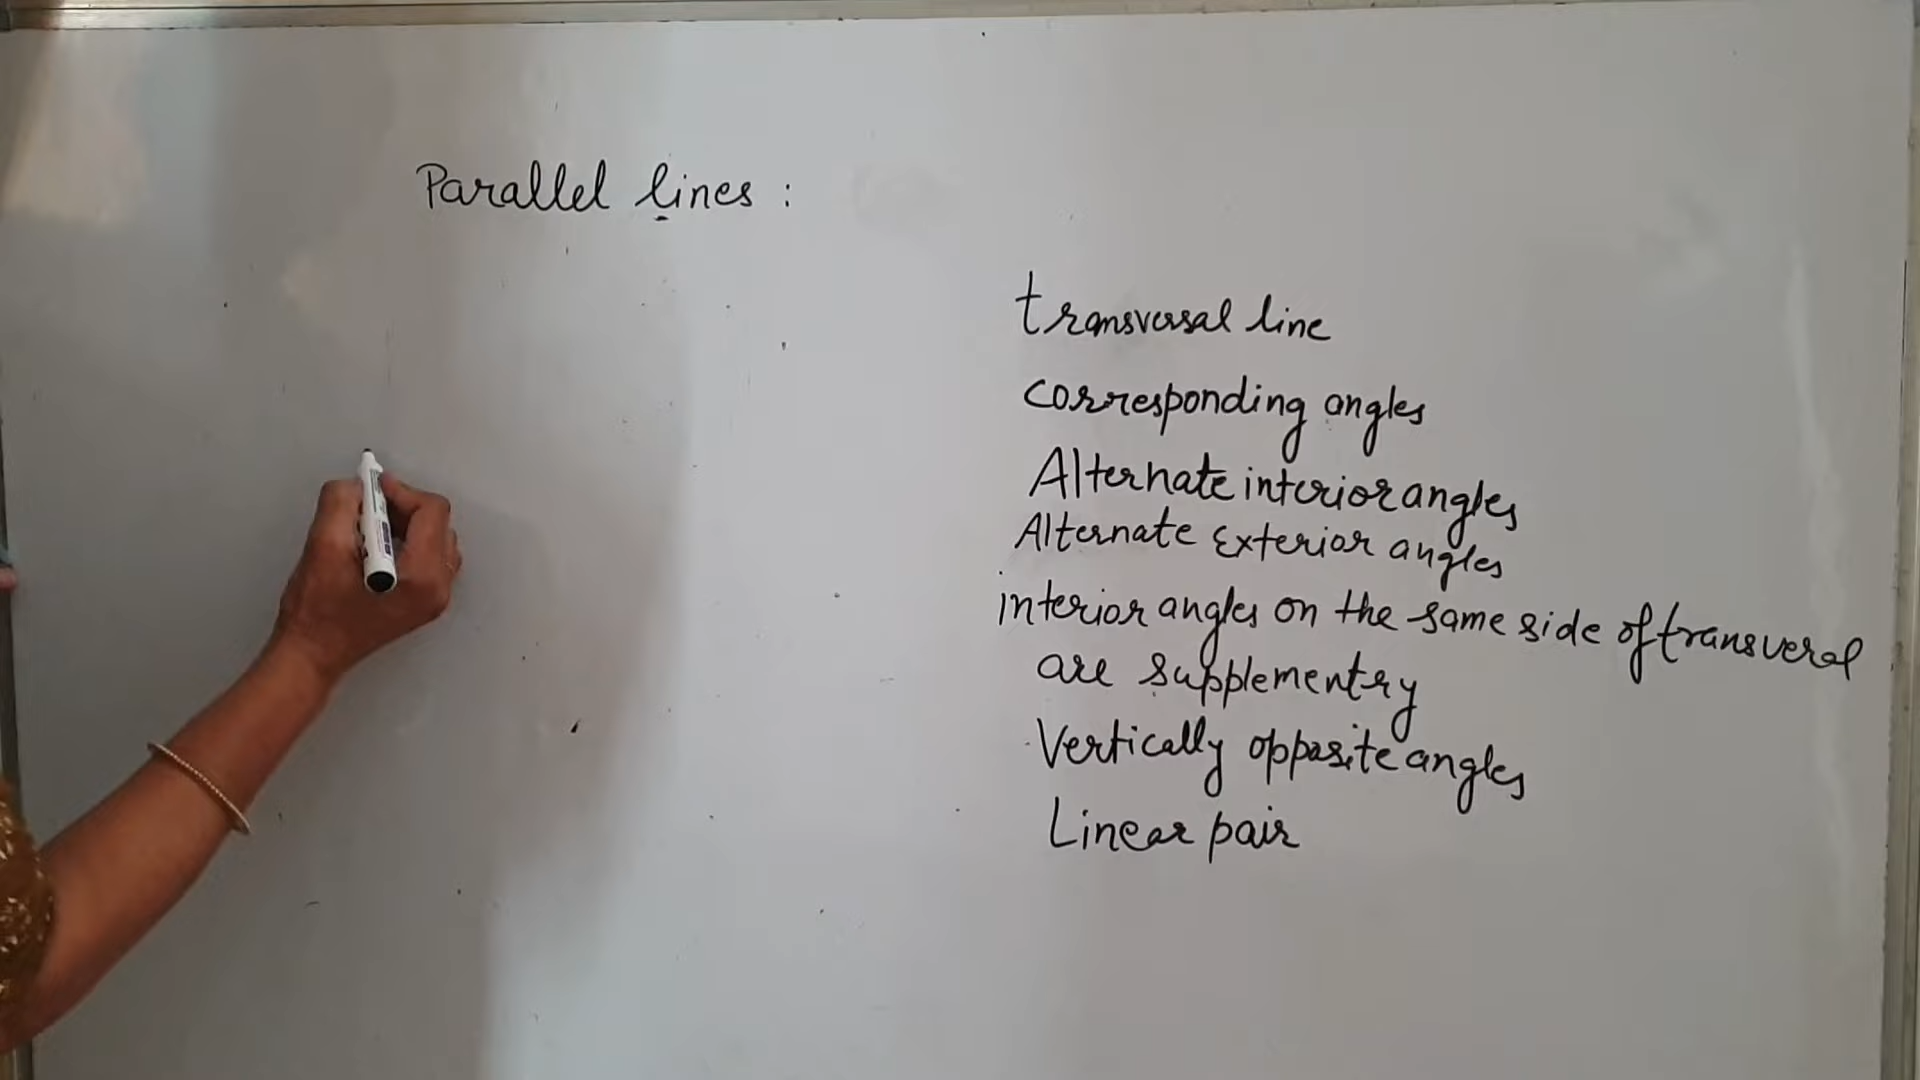 Parallel lines :
transversal line
corresponding angles
Alternate interior angles
Alternate Exterior angles
interior angles on the same side of transveral
are supplementry
Vertically opposite angles
Linear pair